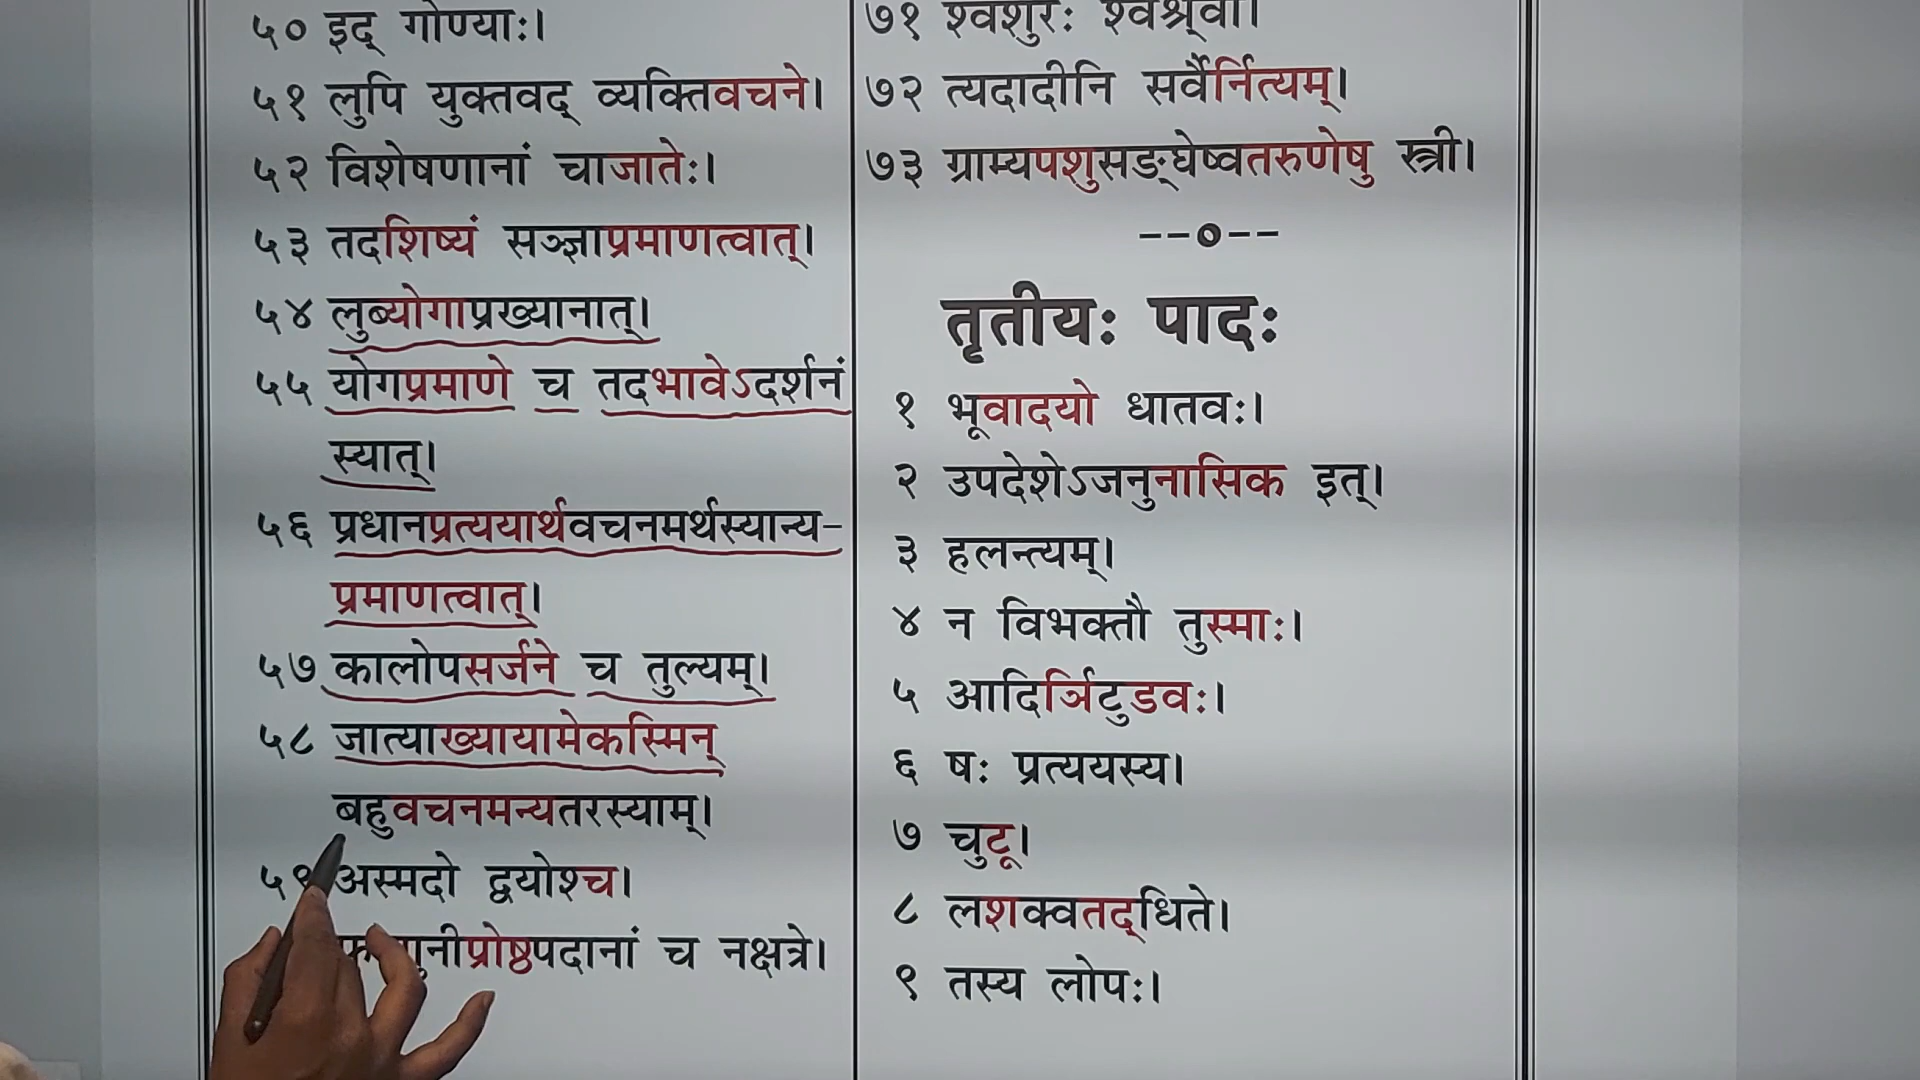 ५० इद् गोण्याः।
५१ लुपि युक्तवद् व्यक्तिवचने।
५२ विशेषणानां चाजातेः।
५३ तदशिष्यं सञ्ज्ञाप्रमाणत्वात्।
५४ लुब्योगाप्रख्यानात्।
५५ योगप्रमाणे च तदभावेऽदर्शनं
स्यात्।
५६ प्रधानप्रत्ययार्थवचनमर्थस्यान्य-
प्रमाणत्वात्।
५७ कालोपसर्जने च तुल्यम्।
५८ जात्याख्यायामेकस्मिन्
बहुवचनमन्यतरस्याम्।
५९ अस्मदो द्वयोश्च।
च नक्षत्रे।
७१ श्वशुरः श्वश्र्वा।
७२ त्यदादीनि सर्वैर्नित्यम्।
७३ ग्राम्यपशुसङ्घेष्वतरुणेषु स्त्री।
--०--
तृतीयः पादः
१ भूवादयो धातवः।
२ उपदेशेऽजनुनासिक इत्।
३ हलन्त्यम्।
४ न विभक्तौ तुस्माः।
५ आदिर्ञिटुडवः।
६ षः प्रत्ययस्य।
७ चुटू।
८ लशक्वतद्धिते।
९ तस्य लोपः।